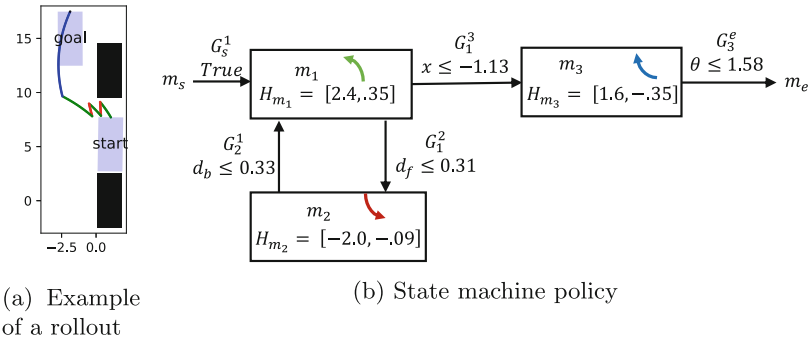 15
10
5
0
−2.5 0.0
goal
start
(a) Example
of a rollout
m_s
G_s^1
True
m_1
H_{m_1} = [2.4, .35]
G_1^3
x ≤ −1.13
m_3
H_{m_3} = [1.6, −.35]
G_3^e
θ ≤ 1.58
m_e
G_2^1
d_b ≤ 0.33
G_1^2
d_f ≤ 0.31
m_2
H_{m_2} = [−2.0, −.09]
(b) State machine policy